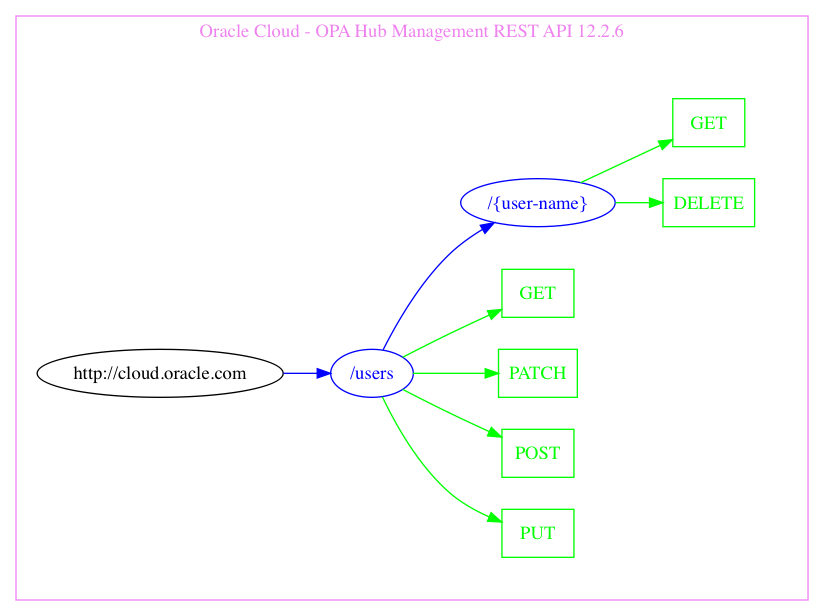 Oracle Cloud - OPA Hub Management REST API 12.2.6
GET
/{user-name}
DELETE
GET
http://cloud.oracle.com
/users
PATCH
POST
PUT